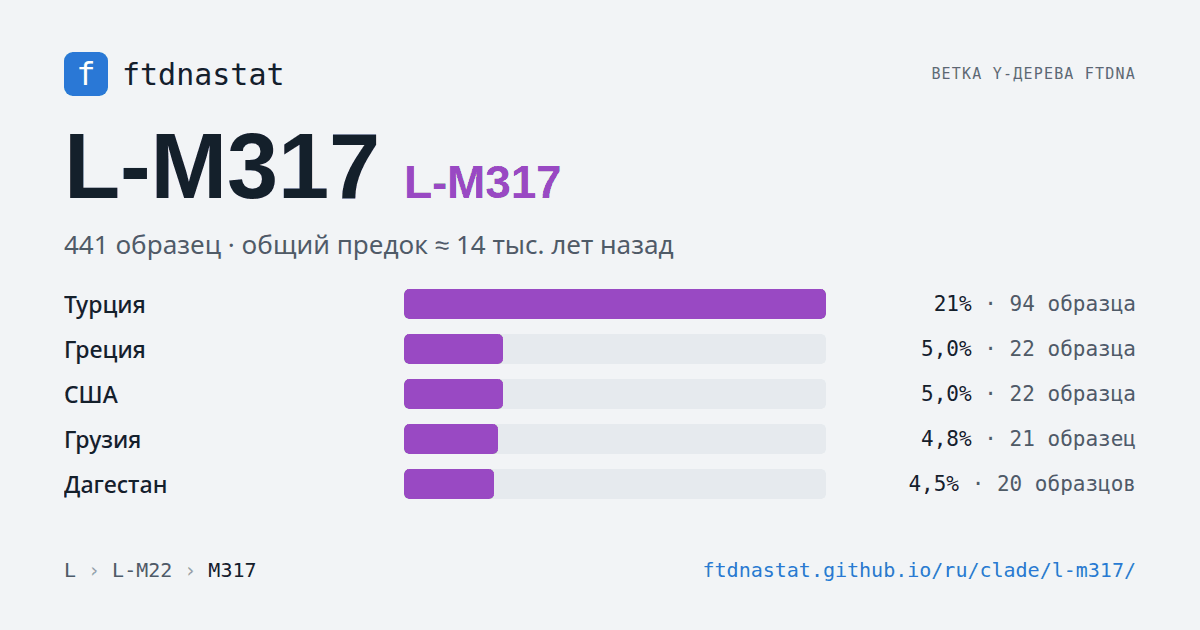 f ftdnastat
ВЕТКА Y-ДЕРЕВА FTDNA
L-M317 L-M317
441 образец · общий предок ≈ 14 тыс. лет назад
Турция 21% · 94 образца
Греция 5,0% · 22 образца
США 5,0% · 22 образца
Грузия 4,8% · 21 образец
Дагестан 4,5% · 20 образцов
L › L-M22 › M317
ftdnastat.github.io/ru/clade/l-m317/